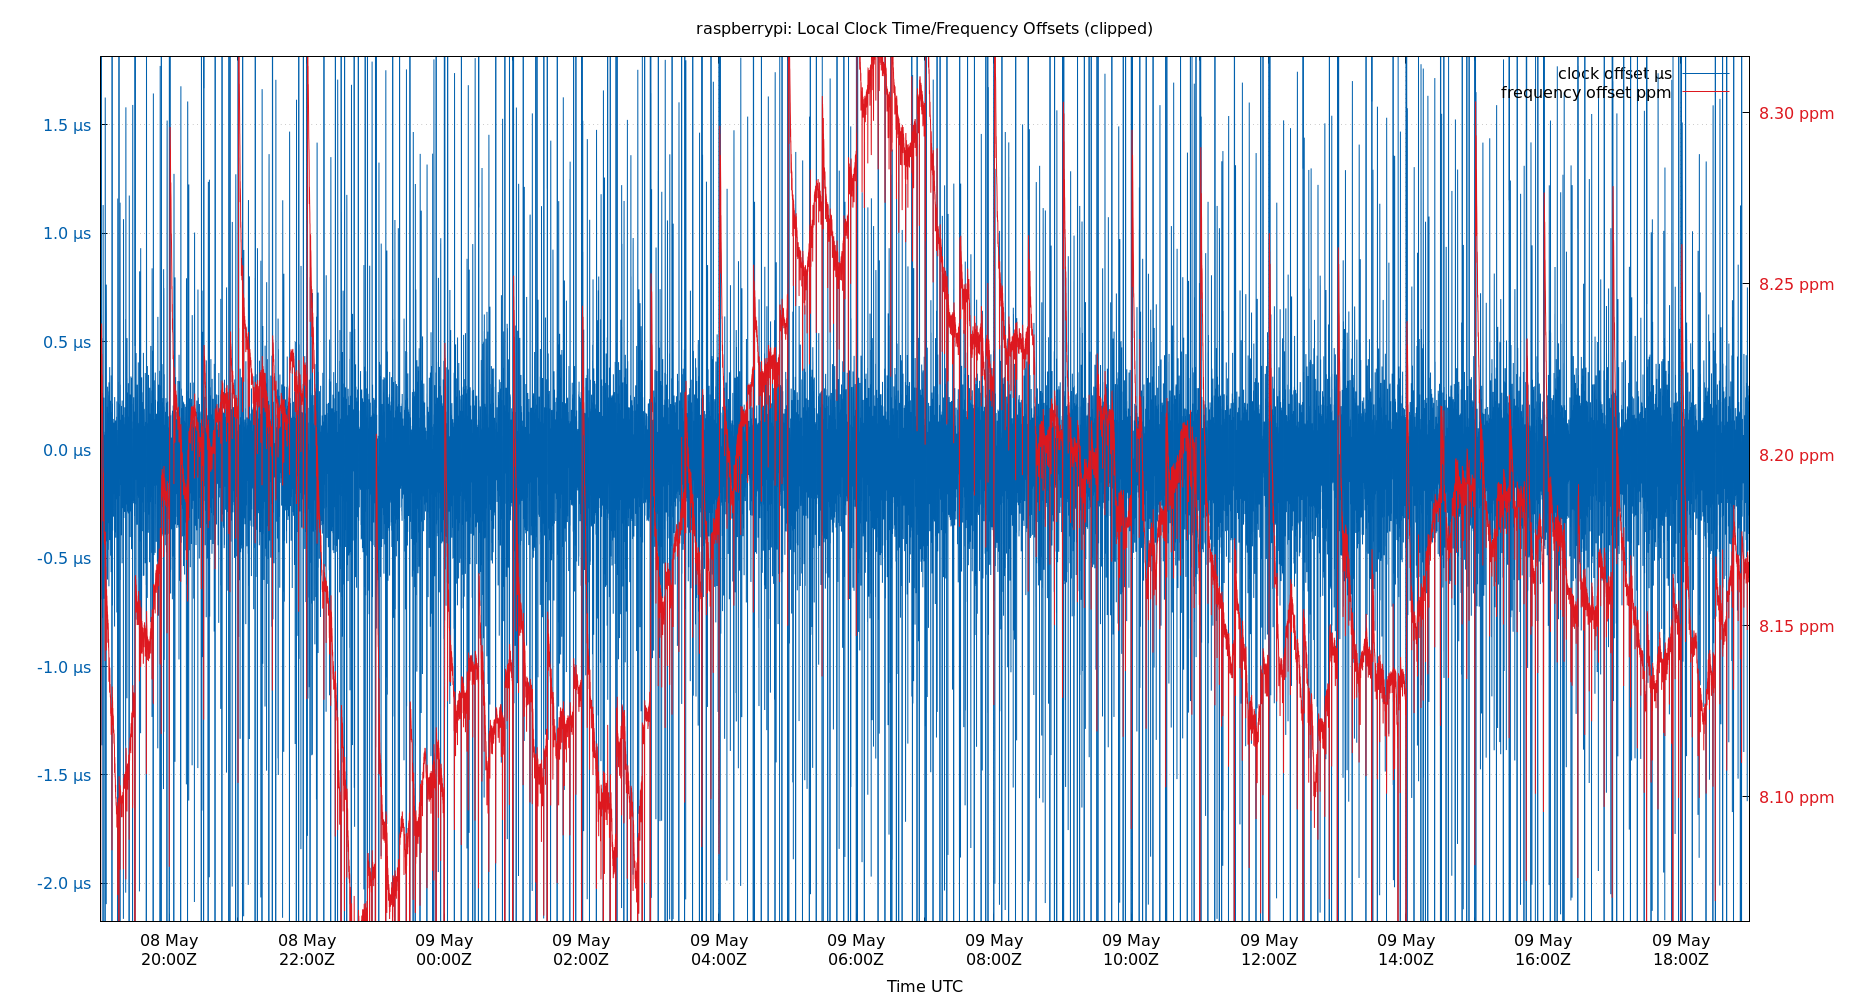 raspberrypi: Local Clock Time/Frequency Offsets (clipped)
clock offset µs
frequency offset ppm
1.5 µs
1.0 µs
0.5 µs
0.0 µs
-0.5 µs
-1.0 µs
-1.5 µs
-2.0 µs
8.30 ppm
8.25 ppm
8.20 ppm
8.15 ppm
8.10 ppm
08 May 08 May 09 May 09 May 09 May 09 May 09 May 09 May 09 May 09 May 09 May 09 May
20:00Z 22:00Z 00:00Z 02:00Z 04:00Z 06:00Z 08:00Z 10:00Z 12:00Z 14:00Z 16:00Z 18:00Z
Time UTC